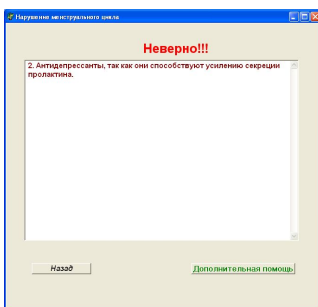 Нарушение менструального цикла
Неверно!!!
2. Антидепрессанты, так как они способствуют усилению секреции
пролактина.
Назад
Дополнительная помощь